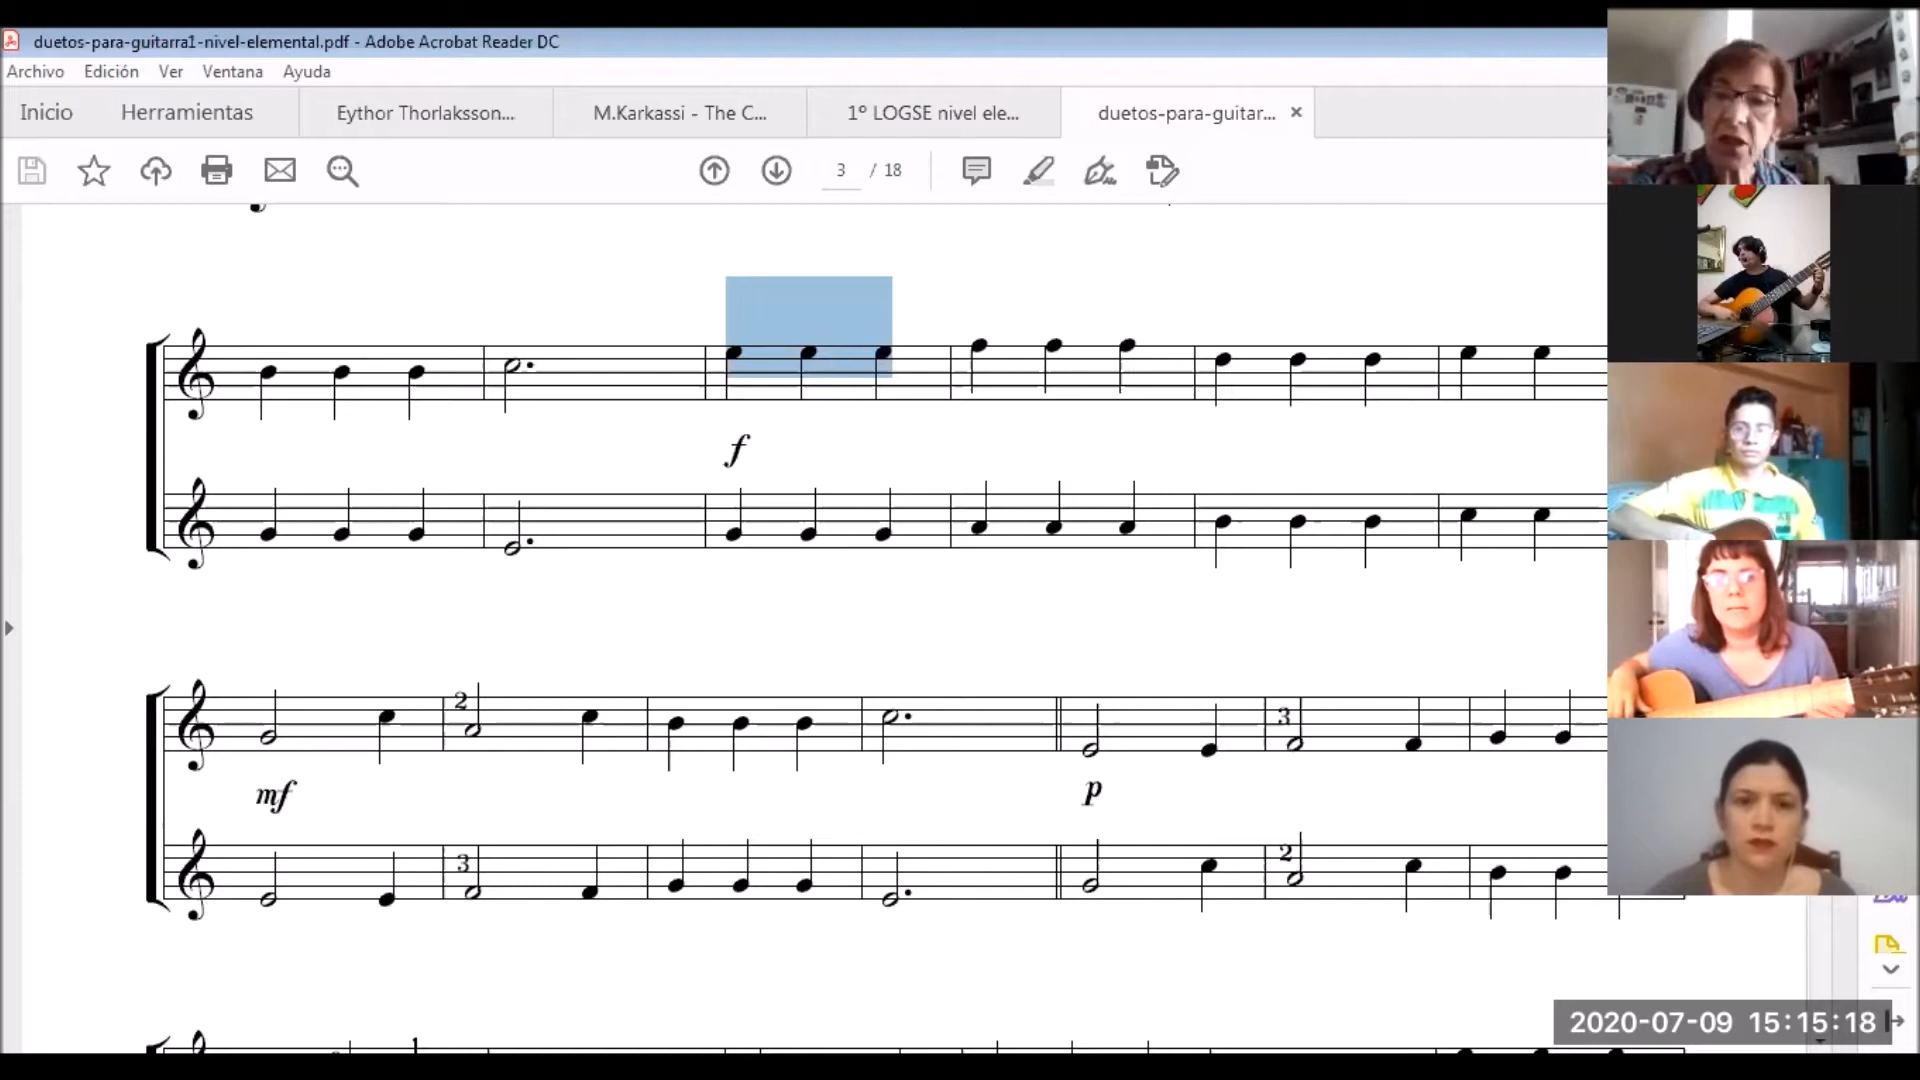 duetos-para-guitarra1-nivel-elemental.pdf - Adobe Acrobat Reader DC
Archivo Edición Ver Ventana Ayuda
Inicio Herramientas Eythor Thorlaksson... M.Karkassi - The C... 1º LOGSE nivel ele... duetos-para-guitar... ×
3 / 18
f
2 3
mf p
3 2
2020-07-09 15:15:18